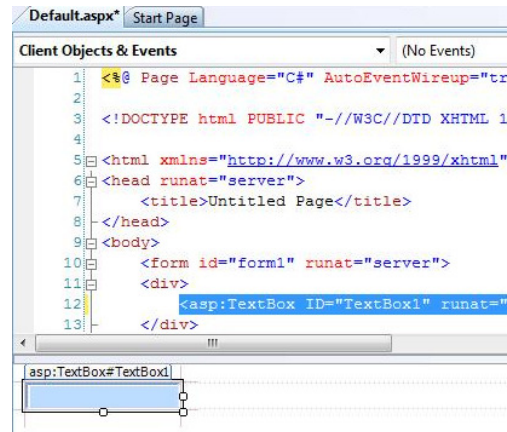 Default.aspx* Start Page
Client Objects & Events (No Events)
1 <%@ Page Language="C#" AutoEventWireup="tr
2
3 <!DOCTYPE html PUBLIC "-//W3C//DTD XHTML 1
4
5 <html xmlns="http://www.w3.org/1999/xhtml"
6 <head runat="server">
7 <title>Untitled Page</title>
8 </head>
9 <body>
10 <form id="form1" runat="server">
11 <div>
12 <asp:TextBox ID="TextBox1" runat="
13 </div>
asp:TextBox#TextBox1